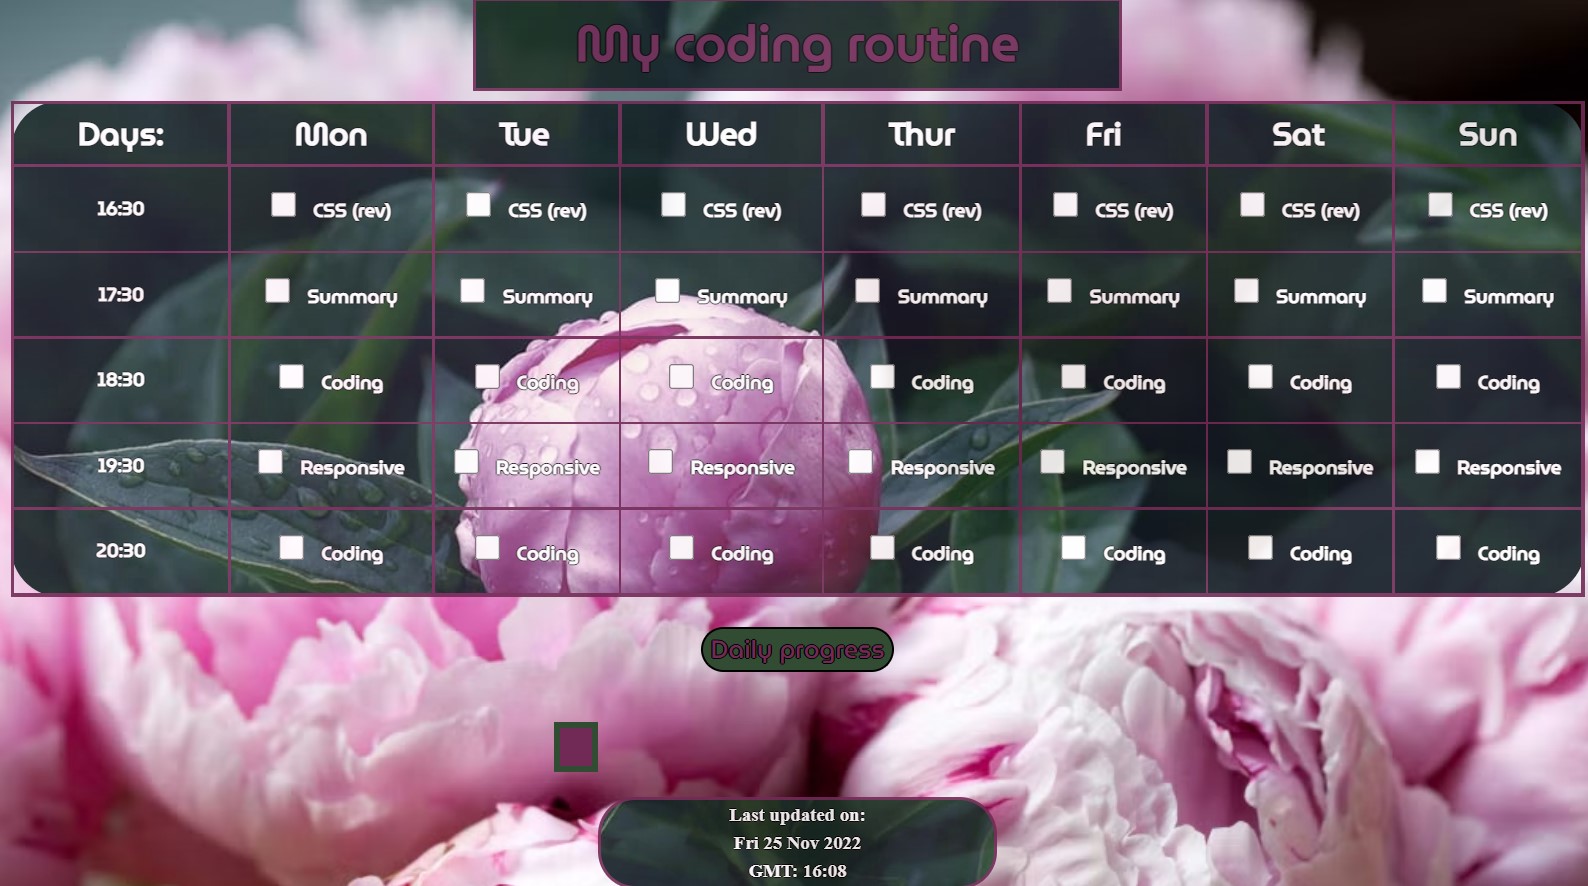 My coding routine
Days: Mon Tue Wed Thur Fri Sat Sun
16:30 CSS (rev) CSS (rev) CSS (rev) CSS (rev) CSS (rev) CSS (rev) CSS (rev)
17:30 Summary Summary Summary Summary Summary Summary Summary
18:30 Coding Coding Coding Coding Coding Coding Coding
19:30 Responsive Responsive Responsive Responsive Responsive Responsive Responsive
20:30 Coding Coding Coding Coding Coding Coding Coding
Daily progress
Last updated on:
Fri 25 Nov 2022
GMT: 16:08